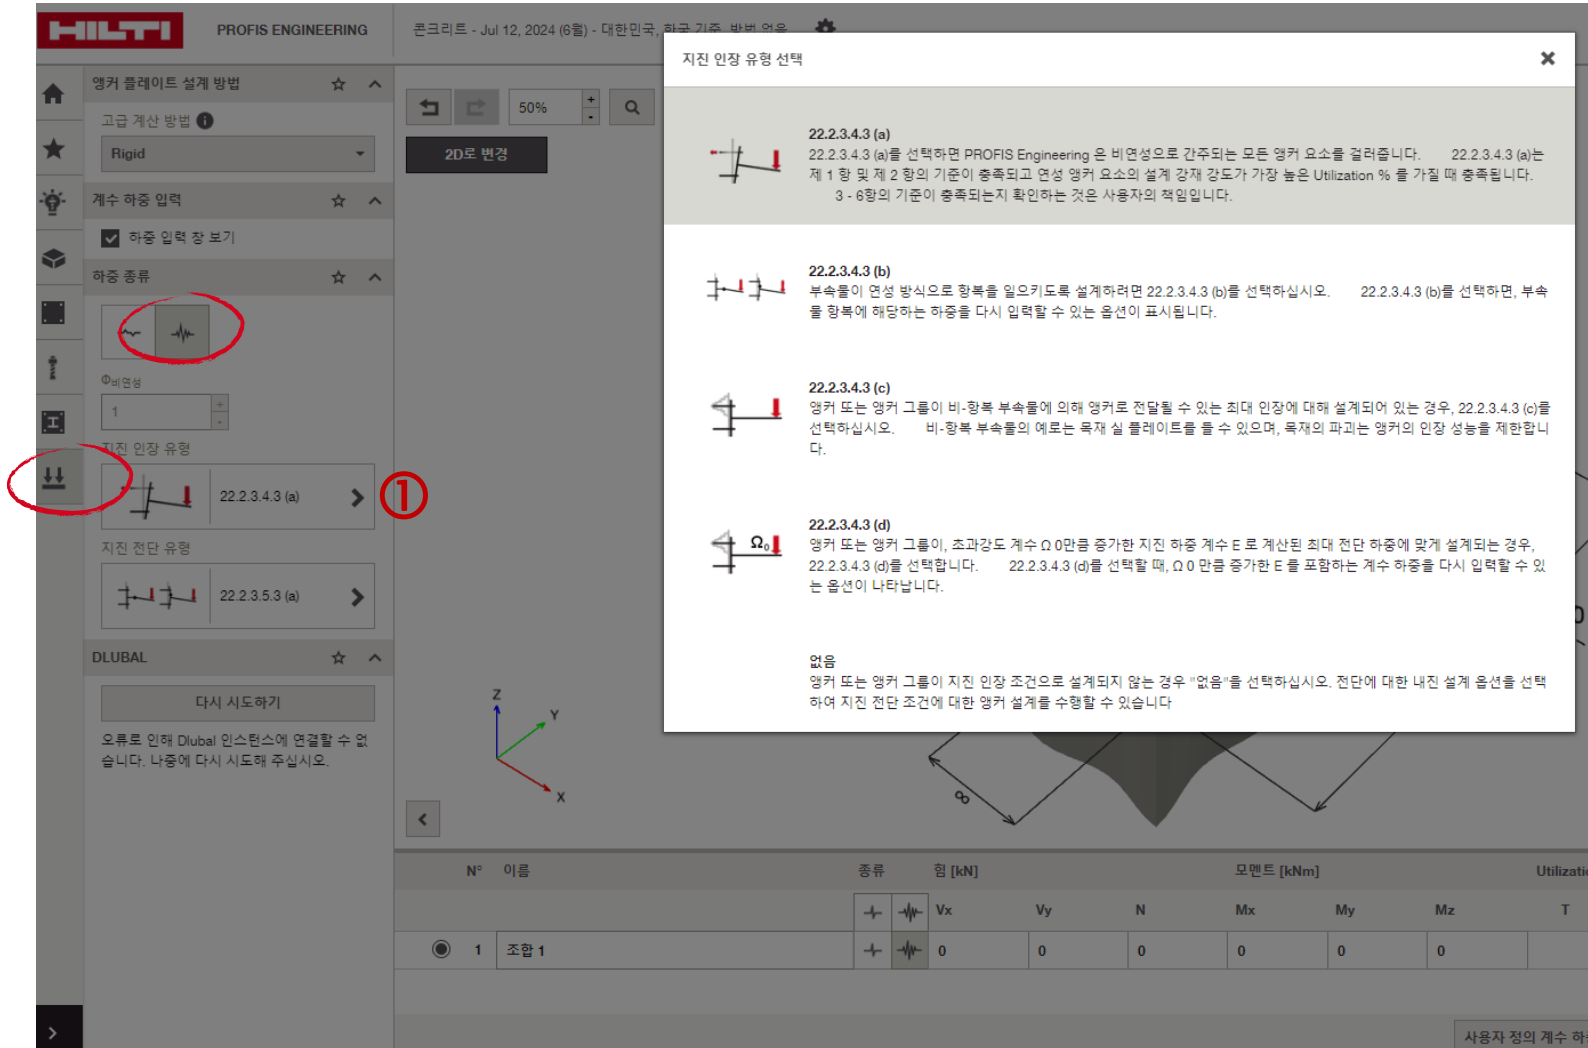 HILTI
PROFIS ENGINEERING
콘크리트 - Jul 12, 2024 (6월) - 대한민국, 한국 기준, 방법 없음
앵커 플레이트 설계 방법
고급 계산 방법
Rigid
계수 하중 입력
하중 입력 창 보기
하중 종류
Φ비연성
1
지진 인장 유형
22.2.3.4.3 (a)
①
지진 전단 유형
22.2.3.5.3 (a)
DLUBAL
다시 시도하기
오류로 인해 Dlubal 인스턴스에 연결할 수 없
습니다. 나중에 다시 시도해 주십시오.
50%
2D로 변경
지진 인장 유형 선택
22.2.3.4.3 (a)
22.2.3.4.3 (a)를 선택하면 PROFIS Engineering 은 비연성으로 간주되는 모든 앵커 요소를 걸러줍니다. 22.2.3.4.3 (a)는
제 1 항 및 제 2 항의 기준이 충족되고 연성 앵커 요소의 설계 강재 강도가 가장 높은 Utilization % 를 가질 때 충족됩니다.
3 - 6항의 기준이 충족되는지 확인하는 것은 사용자의 책임입니다.
22.2.3.4.3 (b)
부속물이 연성 방식으로 항복을 일으키도록 설계하려면 22.2.3.4.3 (b)를 선택하십시오. 22.2.3.4.3 (b)를 선택하면, 부속
물 항복에 해당하는 하중을 다시 입력할 수 있는 옵션이 표시됩니다.
22.2.3.4.3 (c)
앵커 또는 앵커 그룹이 비-항복 부속물에 의해 앵커로 전달될 수 있는 최대 인장에 대해 설계되어 있는 경우, 22.2.3.4.3 (c)를
선택하십시오. 비-항복 부속물의 예로는 목재 실 플레이트를 들 수 있으며, 목재의 파괴는 앵커의 인장 성능을 제한합니
다.
22.2.3.4.3 (d)
Ω₀
앵커 또는 앵커 그룹이, 초과강도 계수 Ω 0만큼 증가한 지진 하중 계수 E 로 계산된 최대 전단 하중에 맞게 설계되는 경우,
22.2.3.4.3 (d)를 선택합니다. 22.2.3.4.3 (d)를 선택할 때, Ω 0 만큼 증가한 E 를 포함하는 계수 하중을 다시 입력할 수 있
는 옵션이 나타납니다.
없음
앵커 또는 앵커 그룹이 지진 인장 조건으로 설계되지 않는 경우 "없음"을 선택하십시오. 전단에 대한 내진 설계 옵션을 선택
하여 지진 전단 조건에 대한 앵커 설계를 수행할 수 있습니다
Z
Y
X
8
N° 이름 종류 힘 [kN] 모멘트 [kNm] Utilizatio
Vx Vy N Mx My Mz T
1 조합 1 0 0 0 0 0 0
사용자 정의 계수 하